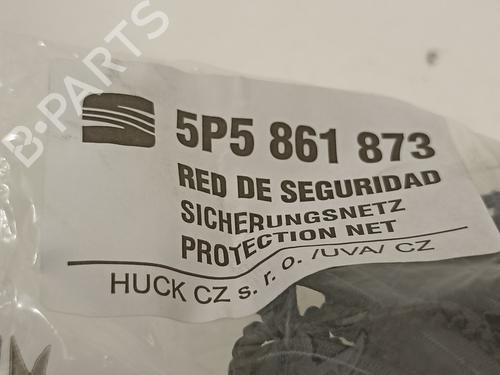 B-PARTS
5P5 861 873
RED DE SEGURIDAD
SICHERUNGSNETZ
PROTECTION NET
HUCK CZ s. r. o. /UVA/ CZ